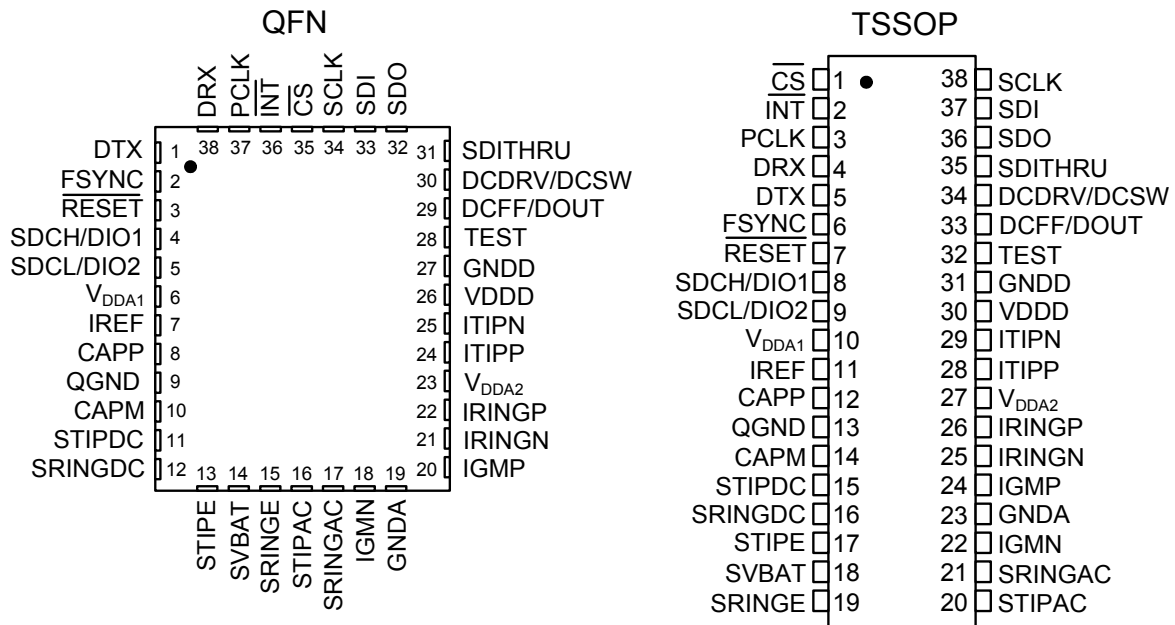 QFN
DRX
PCLK
INT
CS
SCLK
SDI
SDO
38 37 36 35 34 33 32
DTX 1
FSYNC 2
RESET 3
SDCH/DIO1 4
SDCL/DIO2 5
VDDA1 6
IREF 7
CAPP 8
QGND 9
CAPM 10
STIPDC 11
SRINGDC 12
31 SDITHRU
30 DCDRV/DCSW
29 DCFF/DOUT
28 TEST
27 GNDD
26 VDDD
25 ITIPN
24 ITIPP
23 VDDA2
22 IRINGP
21 IRINGN
20 IGMP
13 14 15 16 17 18 19
STIPE
SVBAT
SRINGE
STIPAC
SRINGAC
IGMN
GNDA
TSSOP
CS 1
INT 2
PCLK 3
DRX 4
DTX 5
FSYNC 6
RESET 7
SDCH/DIO1 8
SDCL/DIO2 9
VDDA1 10
IREF 11
CAPP 12
QGND 13
CAPM 14
STIPDC 15
SRINGDC 16
STIPE 17
SVBAT 18
SRINGE 19
38 SCLK
37 SDI
36 SDO
35 SDITHRU
34 DCDRV/DCSW
33 DCFF/DOUT
32 TEST
31 GNDD
30 VDDD
29 ITIPN
28 ITIPP
27 VDDA2
26 IRINGP
25 IRINGN
24 IGMP
23 GNDA
22 IGMN
21 SRINGAC
20 STIPAC